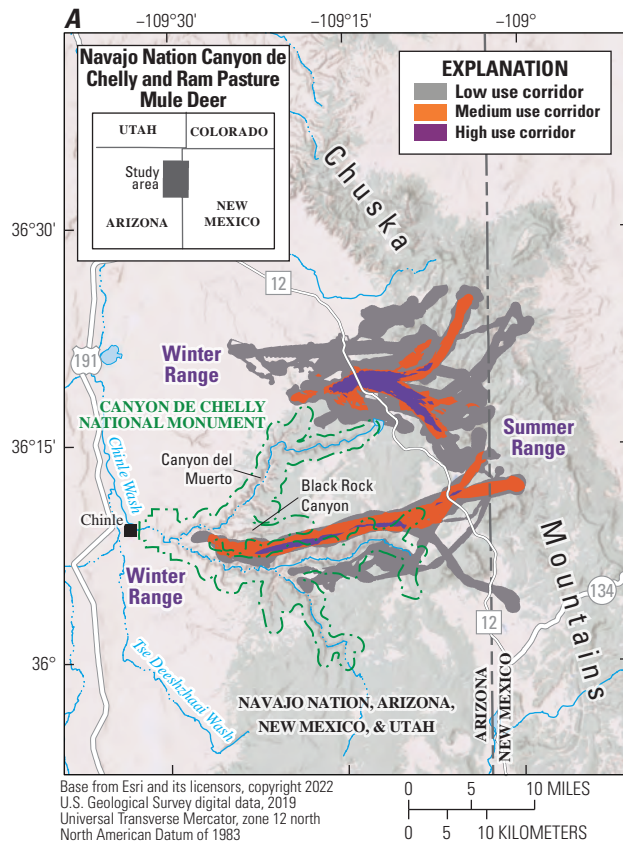 A
−109°30'
−109°15'
−109°
Navajo Nation Canyon de
Chelly and Ram Pasture
Mule Deer
UTAH
COLORADO
Study
area
ARIZONA
NEW
MEXICO
EXPLANATION
Low use corridor
Medium use corridor
High use corridor
Chuska
36°30'
12
Winter
Range
191
CANYON DE CHELLY
NATIONAL MONUMENT
36°15'
Summer
Range
Canyon del
Muerto
Chinle Wash
Black Rock
Canyon
Chinle
Mountains
Winter
Range
134
12
36°
Tse Deeshzhaai Wash
NAVAJO NATION, ARIZONA,
NEW MEXICO, & UTAH
ARIZONA
NEW MEXICO
Base from Esri and its licensors, copyright 2022
U.S. Geological Survey digital data, 2019
Universal Transverse Mercator, zone 12 north
North American Datum of 1983
0 5 10 MILES
0 5 10 KILOMETERS